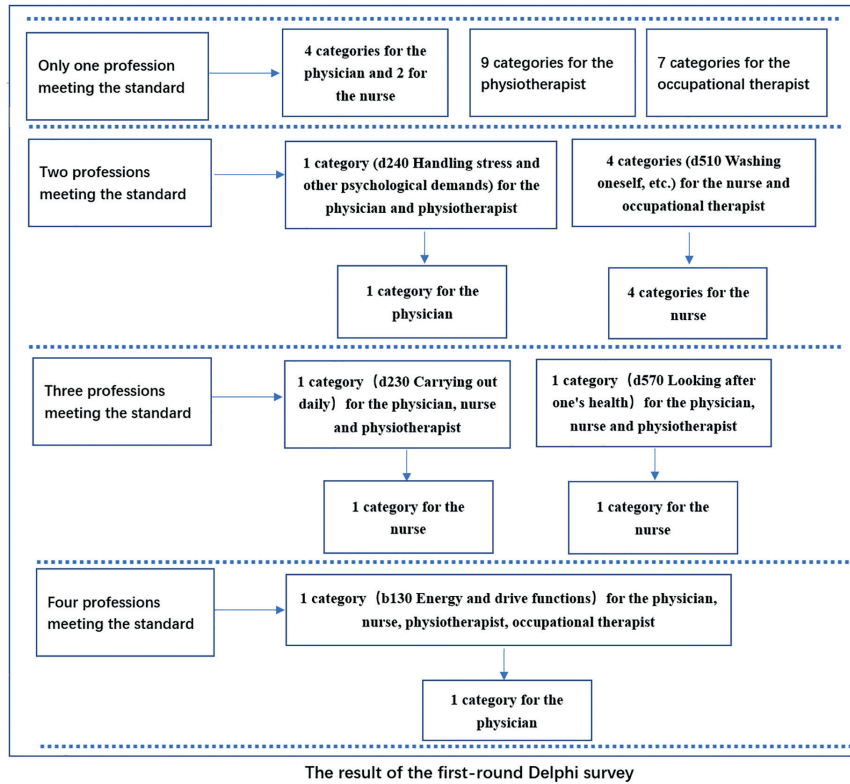 Only one profession
meeting the standard
4 categories for the
physician and 2 for
the nurse
9 categories for the
physiotherapist
7 categories for the
occupational therapist
Two professions
meeting the standard
1 category (d240 Handling stress and
other psychological demands) for the
physician and physiotherapist
4 categories (d510 Washing
oneself, etc.) for the nurse and
occupational therapist
1 category for the
physician
4 categories for the
nurse
Three professions
meeting the standard
1 category（d230 Carrying out
daily）for the physician, nurse
and physiotherapist
1 category（d570 Looking after
one's health）for the physician,
nurse and physiotherapist
1 category for the
nurse
1 category for the
nurse
Four professions
meeting the standard
1 category（b130 Energy and drive functions）for the physician,
nurse, physiotherapist, occupational therapist
1 category for the
physician
The result of the first-round Delphi survey